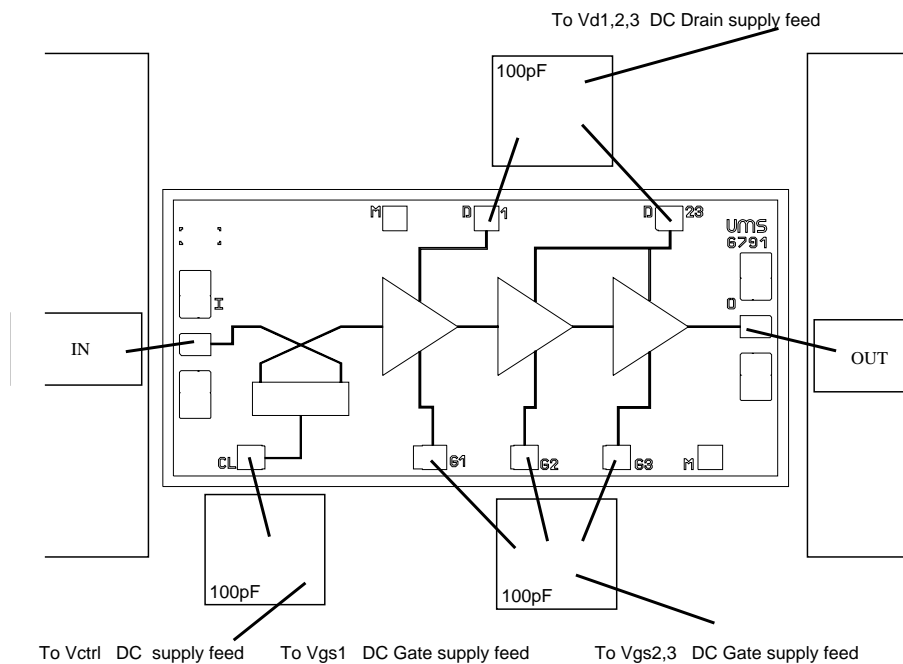 To Vd1,2,3 DC Drain supply feed
100pF
M D 1 D 23
UMS
6791
I O
IN OUT
CL G1 G2 G3 M
100pF 100pF
To Vctrl DC supply feed To Vgs1 DC Gate supply feed To Vgs2,3 DC Gate supply feed